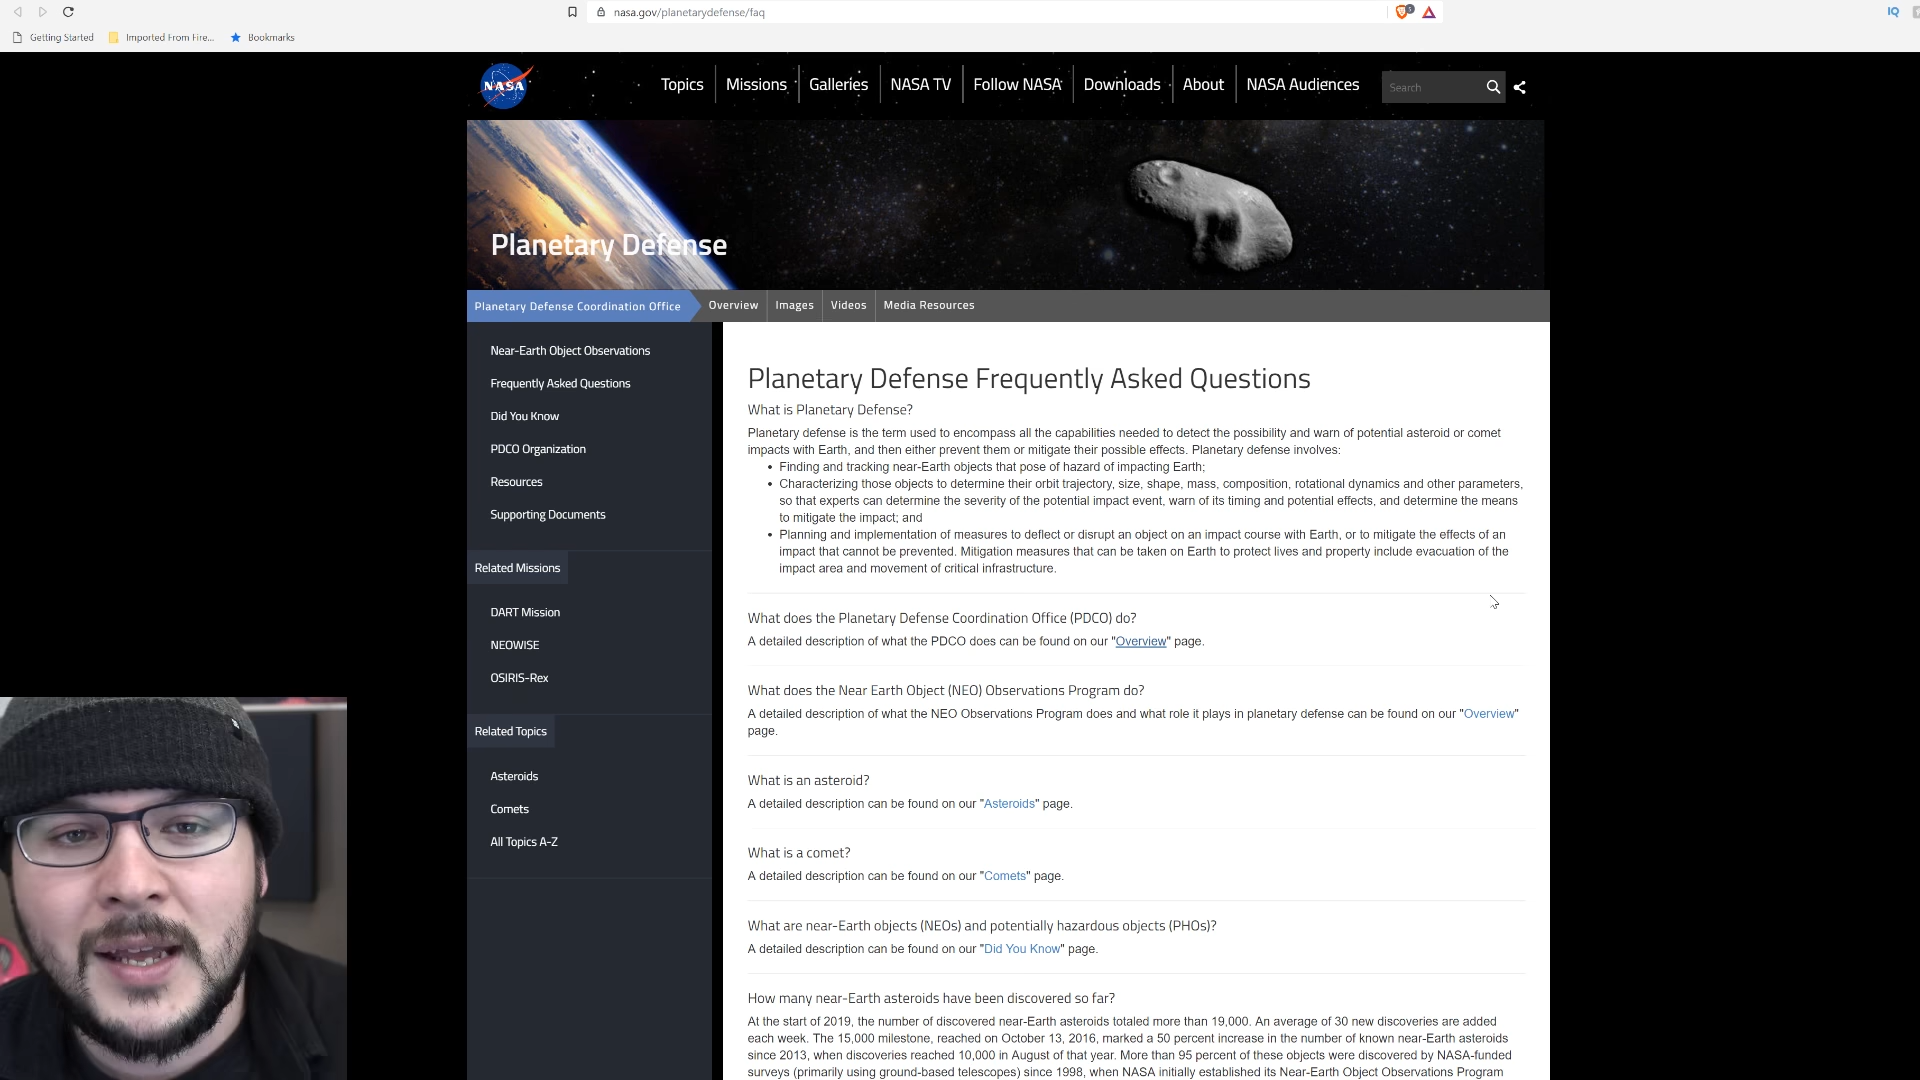 nasa.gov/planetarydefense/faq
5
IQ
Getting Started
Imported From Fire...
Bookmarks
NASA
Topics
Missions
Galleries
NASA TV
Follow NASA
Downloads
About
NASA Audiences
Search
Planetary Defense
Planetary Defense Coordination Office
Overview
Images
Videos
Media Resources
Near-Earth Object Observations
Frequently Asked Questions
Did You Know
PDCO Organization
Resources
Supporting Documents
Related Missions
DART Mission
NEOWISE
OSIRIS-Rex
Related Topics
Asteroids
Comets
All Topics A-Z
Planetary Defense Frequently Asked Questions
What is Planetary Defense?
Planetary defense is the term used to encompass all the capabilities needed to detect the possibility and warn of potential asteroid or comet
impacts with Earth, and then either prevent them or mitigate their possible effects. Planetary defense involves:
• Finding and tracking near-Earth objects that pose of hazard of impacting Earth;
• Characterizing those objects to determine their orbit trajectory, size, shape, mass, composition, rotational dynamics and other parameters,
so that experts can determine the severity of the potential impact event, warn of its timing and potential effects, and determine the means
to mitigate the impact; and
• Planning and implementation of measures to deflect or disrupt an object on an impact course with Earth, or to mitigate the effects of an
impact that cannot be prevented. Mitigation measures that can be taken on Earth to protect lives and property include evacuation of the
impact area and movement of critical infrastructure.
What does the Planetary Defense Coordination Office (PDCO) do?
A detailed description of what the PDCO does can be found on our "Overview" page.
What does the Near Earth Object (NEO) Observations Program do?
A detailed description of what the NEO Observations Program does and what role it plays in planetary defense can be found on our "Overview"
page.
What is an asteroid?
A detailed description can be found on our "Asteroids" page.
What is a comet?
A detailed description can be found on our "Comets" page.
What are near-Earth objects (NEOs) and potentially hazardous objects (PHOs)?
A detailed description can be found on our "Did You Know" page.
How many near-Earth asteroids have been discovered so far?
At the start of 2019, the number of discovered near-Earth asteroids totaled more than 19,000. An average of 30 new discoveries are added
each week. The 15,000 milestone, reached on October 13, 2016, marked a 50 percent increase in the number of known near-Earth asteroids
since 2013, when discoveries reached 10,000 in August of that year. More than 95 percent of these objects were discovered by NASA-funded
surveys (primarily using ground-based telescopes) since 1998, when NASA initially established its Near-Earth Object Observations Program